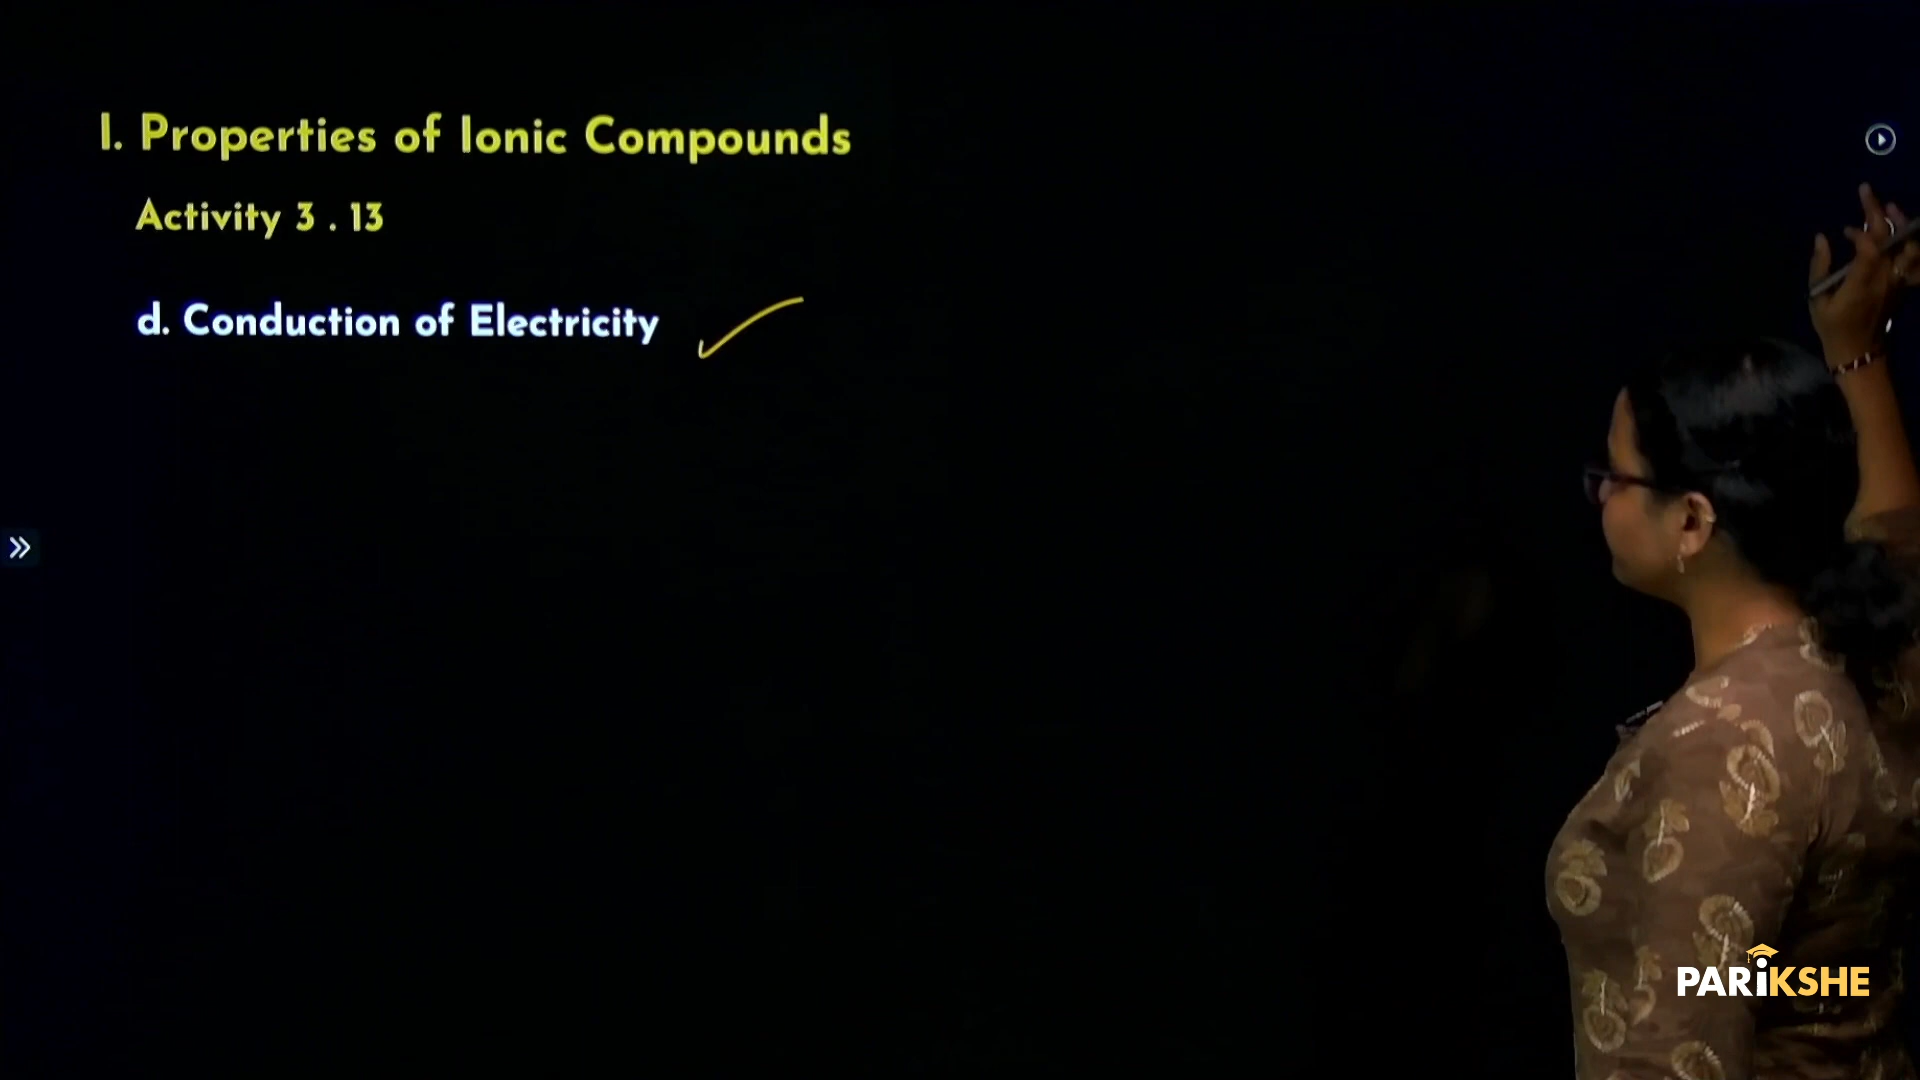 I. Properties of Ionic Compounds
Activity 3 . 13
d. Conduction of Electricity
PARiKSHE